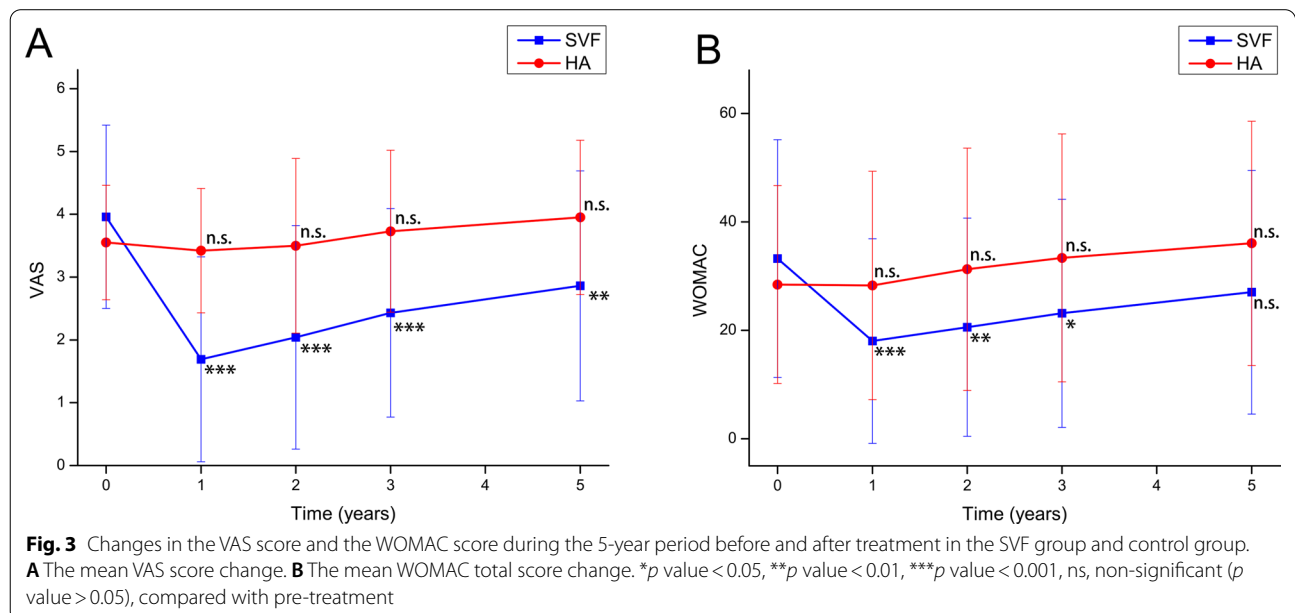 A
SVF
HA
6
5
4
3
2
1
0
VAS
n.s.
n.s.
n.s.
n.s.
***
***
***
**
0 1 2 3 4 5
Time (years)
B
SVF
HA
60
40
20
0
WOMAC
n.s.
n.s.
n.s.
n.s.
***
**
*
n.s.
0 1 2 3 4 5
Time (years)
Fig. 3 Changes in the VAS score and the WOMAC score during the 5-year period before and after treatment in the SVF group and control group.
A The mean VAS score change. B The mean WOMAC total score change. *p value < 0.05, **p value < 0.01, ***p value < 0.001, ns, non-significant (p
value > 0.05), compared with pre-treatment